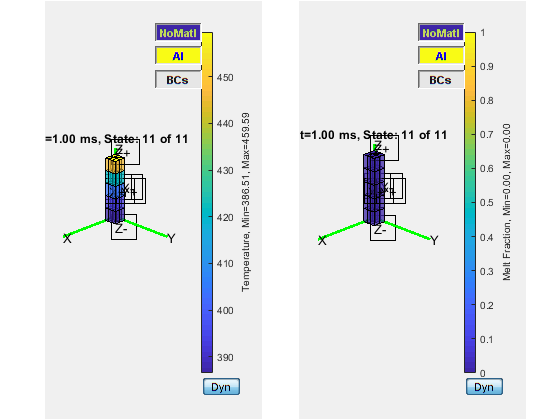 NoMatl
Al
BCs
=1.00 ms, State: 11 of 11
Z+
X
Y
Z-
450
440
430
420
410
400
390
Temperature, Min=386.51, Max=459.59
Dyn
NoMatl
Al
BCs
t=1.00 ms, State: 11 of 11
Z+
X
Y
Z-
1
0.9
0.8
0.7
0.6
0.5
0.4
0.3
0.2
0.1
0
Melt Fraction, Min=0.00, Max=0.00
Dyn